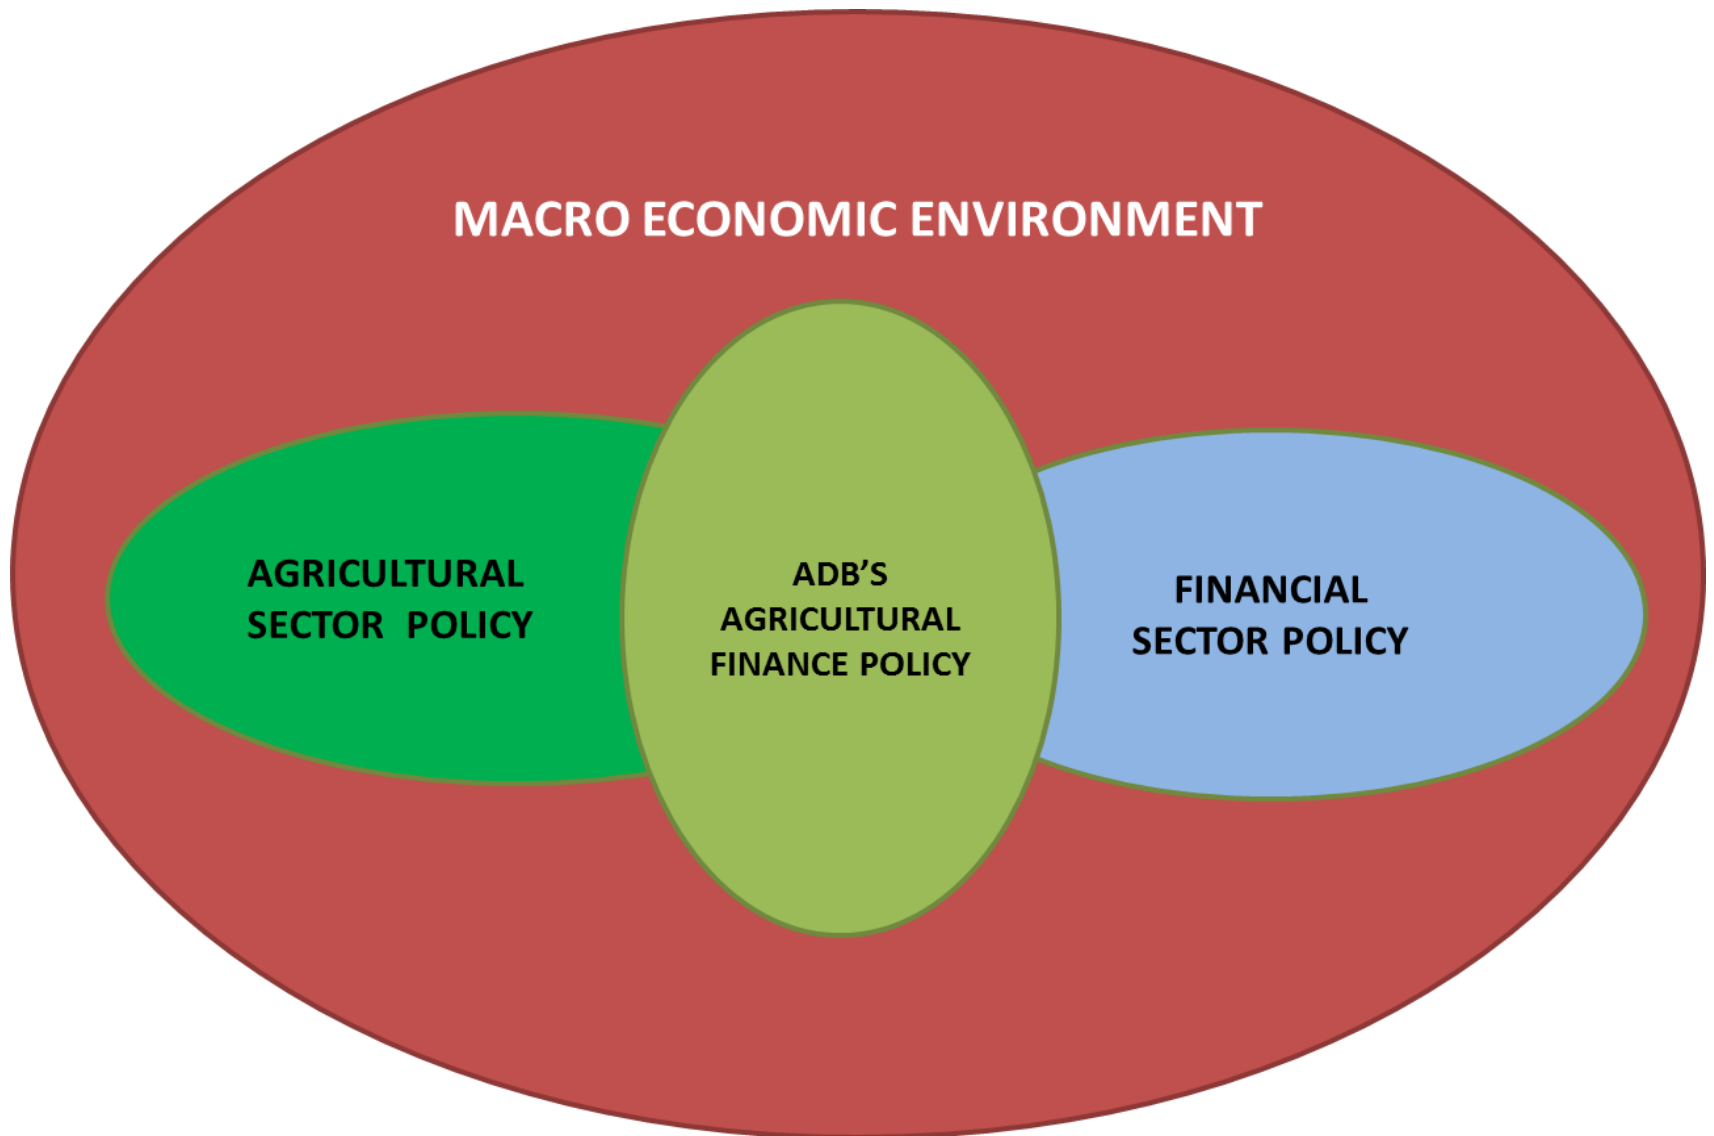 MACRO ECONOMIC ENVIRONMENT
AGRICULTURAL
SECTOR POLICY
ADB’S
AGRICULTURAL
FINANCE POLICY
FINANCIAL
SECTOR POLICY